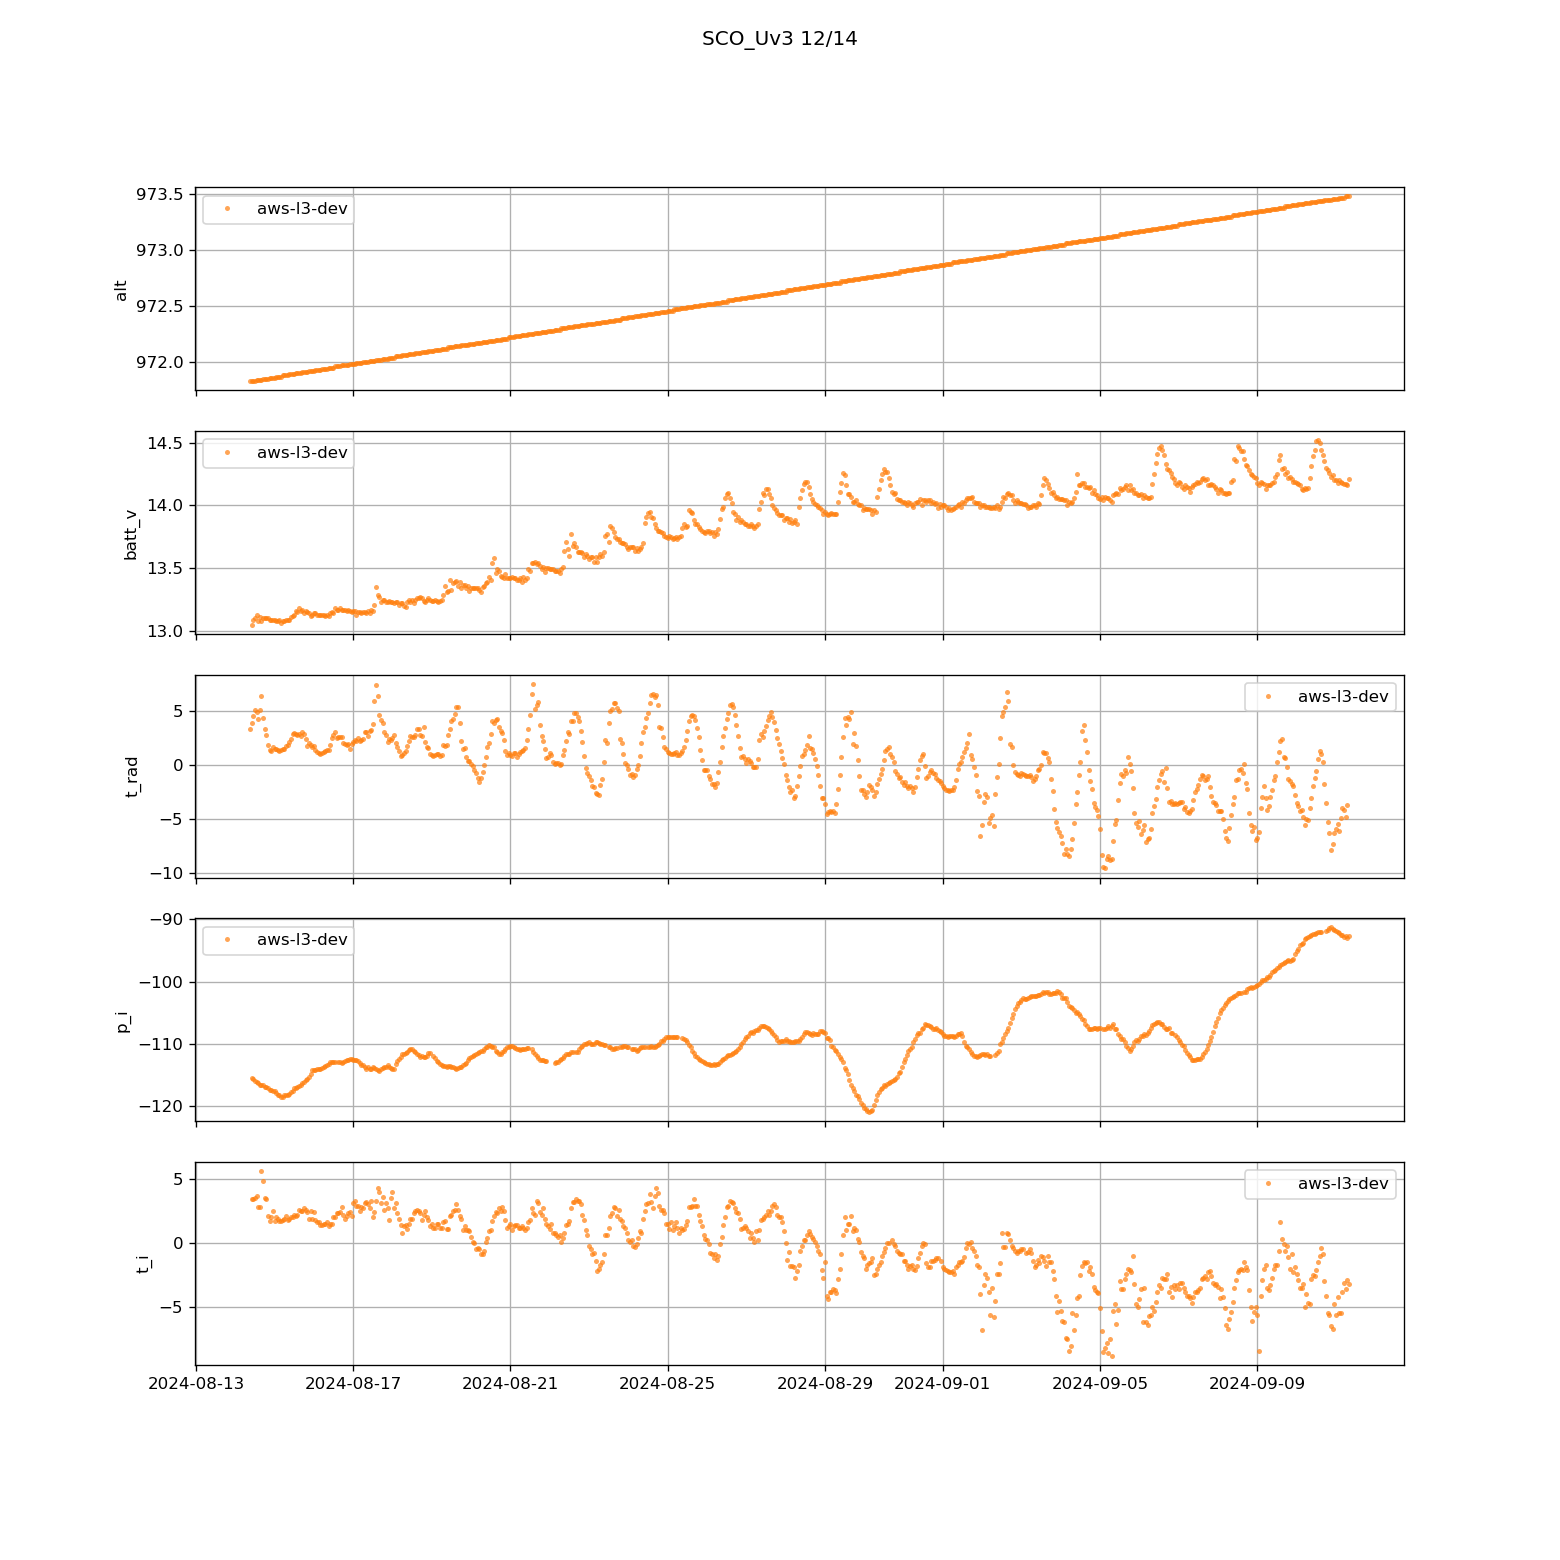 SCO_Uv3 12/14
973.5
973.0
972.5
972.0
alt
aws-l3-dev
14.5
14.0
13.5
13.0
batt_v
aws-l3-dev
5
0
−5
−10
t_rad
aws-l3-dev
−90
−100
−110
−120
p_i
aws-l3-dev
5
0
−5
t_i
aws-l3-dev
2024-08-13 2024-08-17 2024-08-21 2024-08-25 2024-08-29 2024-09-01 2024-09-05 2024-09-09